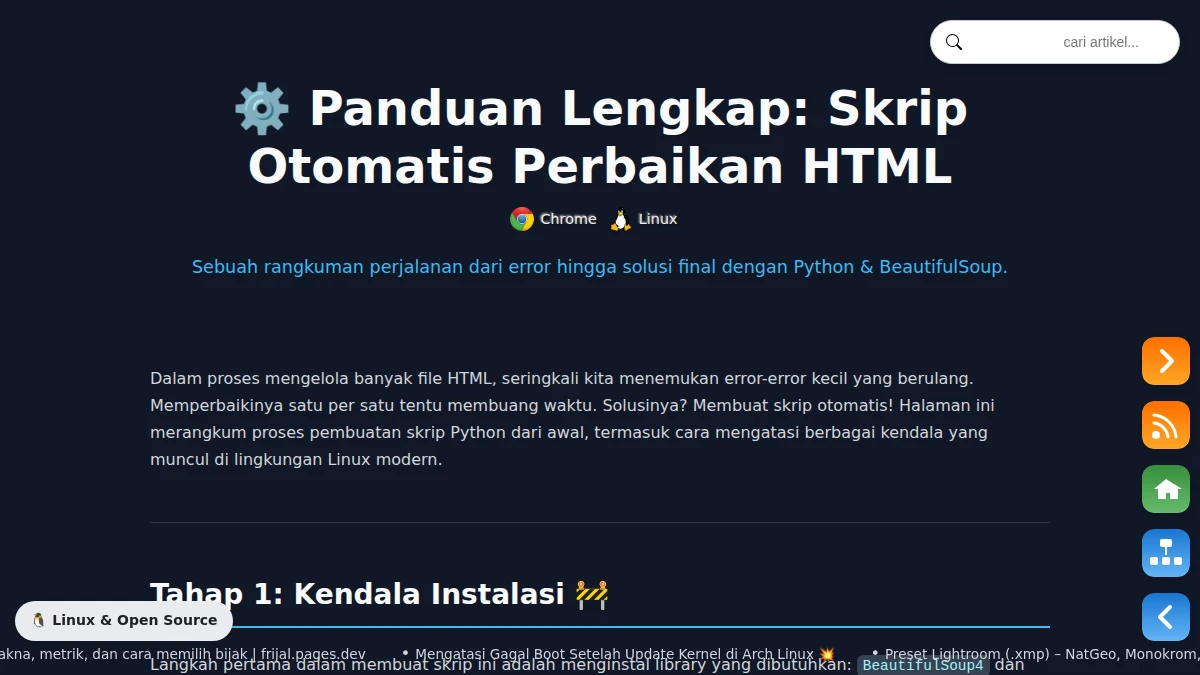 cari artikel...
⚙️ Panduan Lengkap: Skrip
Otomatis Perbaikan HTML
Chrome Linux
Sebuah rangkuman perjalanan dari error hingga solusi final dengan Python & BeautifulSoup.
Dalam proses mengelola banyak file HTML, seringkali kita menemukan error-error kecil yang berulang.
Memperbaikinya satu per satu tentu membuang waktu. Solusinya? Membuat skrip otomatis! Halaman ini
merangkum proses pembuatan skrip Python dari awal, termasuk cara mengatasi berbagai kendala yang
muncul di lingkungan Linux modern.
Tahap 1: Kendala Instalasi 🚧
🐧 Linux & Open Source
akna, metrik, dan cara memilih bijak | frijal.pages.dev • Mengatasi Gagal Boot Setelah Update Kernel di Arch Linux 💥 • Preset Lightroom (.xmp) – NatGeo, Monokrom,
Langkah pertama dalam membuat skrip ini adalah menginstal library yang dibutuhkan: BeautifulSoup4 dan